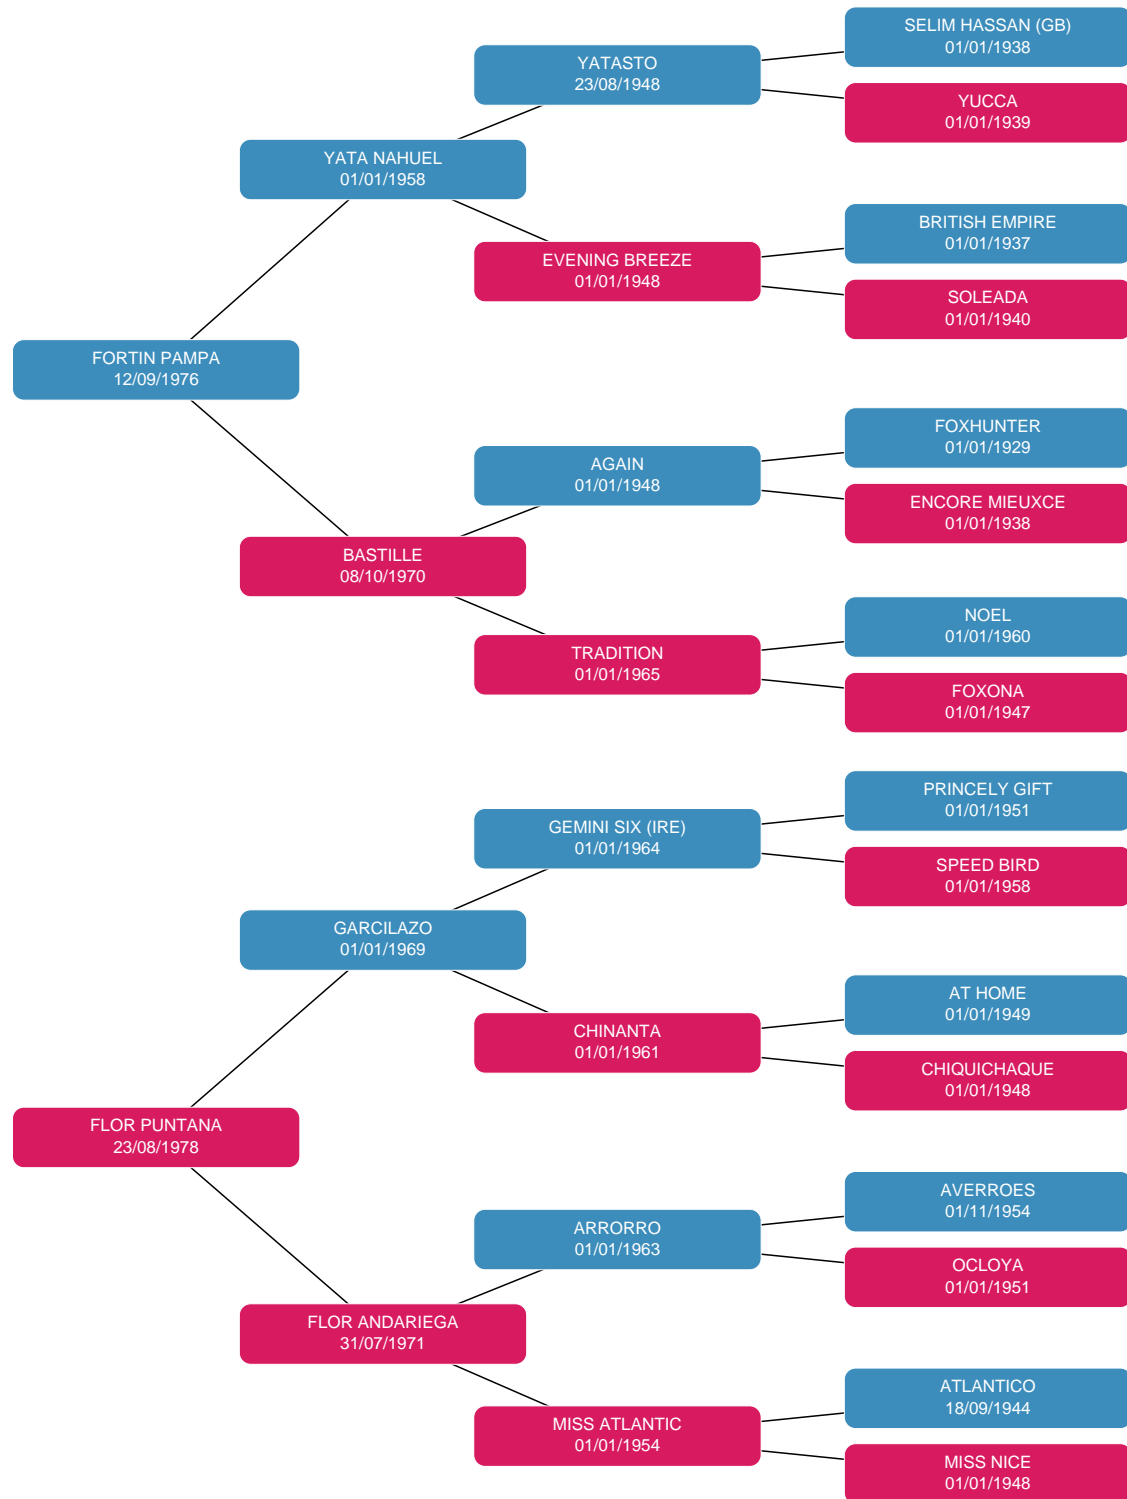 SELIM HASSAN (GB)
01/01/1938
YATASTO
23/08/1948
YUCCA
01/01/1939
YATA NAHUEL
01/01/1958
BRITISH EMPIRE
01/01/1937
EVENING BREEZE
01/01/1948
SOLEADA
01/01/1940
FORTIN PAMPA
12/09/1976
FOXHUNTER
01/01/1929
AGAIN
01/01/1948
ENCORE MIEUXCE
01/01/1938
BASTILLE
08/10/1970
NOEL
01/01/1960
TRADITION
01/01/1965
FOXONA
01/01/1947
PRINCELY GIFT
01/01/1951
GEMINI SIX (IRE)
01/01/1964
SPEED BIRD
01/01/1958
GARCILAZO
01/01/1969
AT HOME
01/01/1949
CHINANTA
01/01/1961
CHIQUICHAQUE
01/01/1948
FLOR PUNTANA
23/08/1978
AVERROES
01/11/1954
ARRORRO
01/01/1963
OCLOYA
01/01/1951
FLOR ANDARIEGA
31/07/1971
ATLANTICO
18/09/1944
MISS ATLANTIC
01/01/1954
MISS NICE
01/01/1948